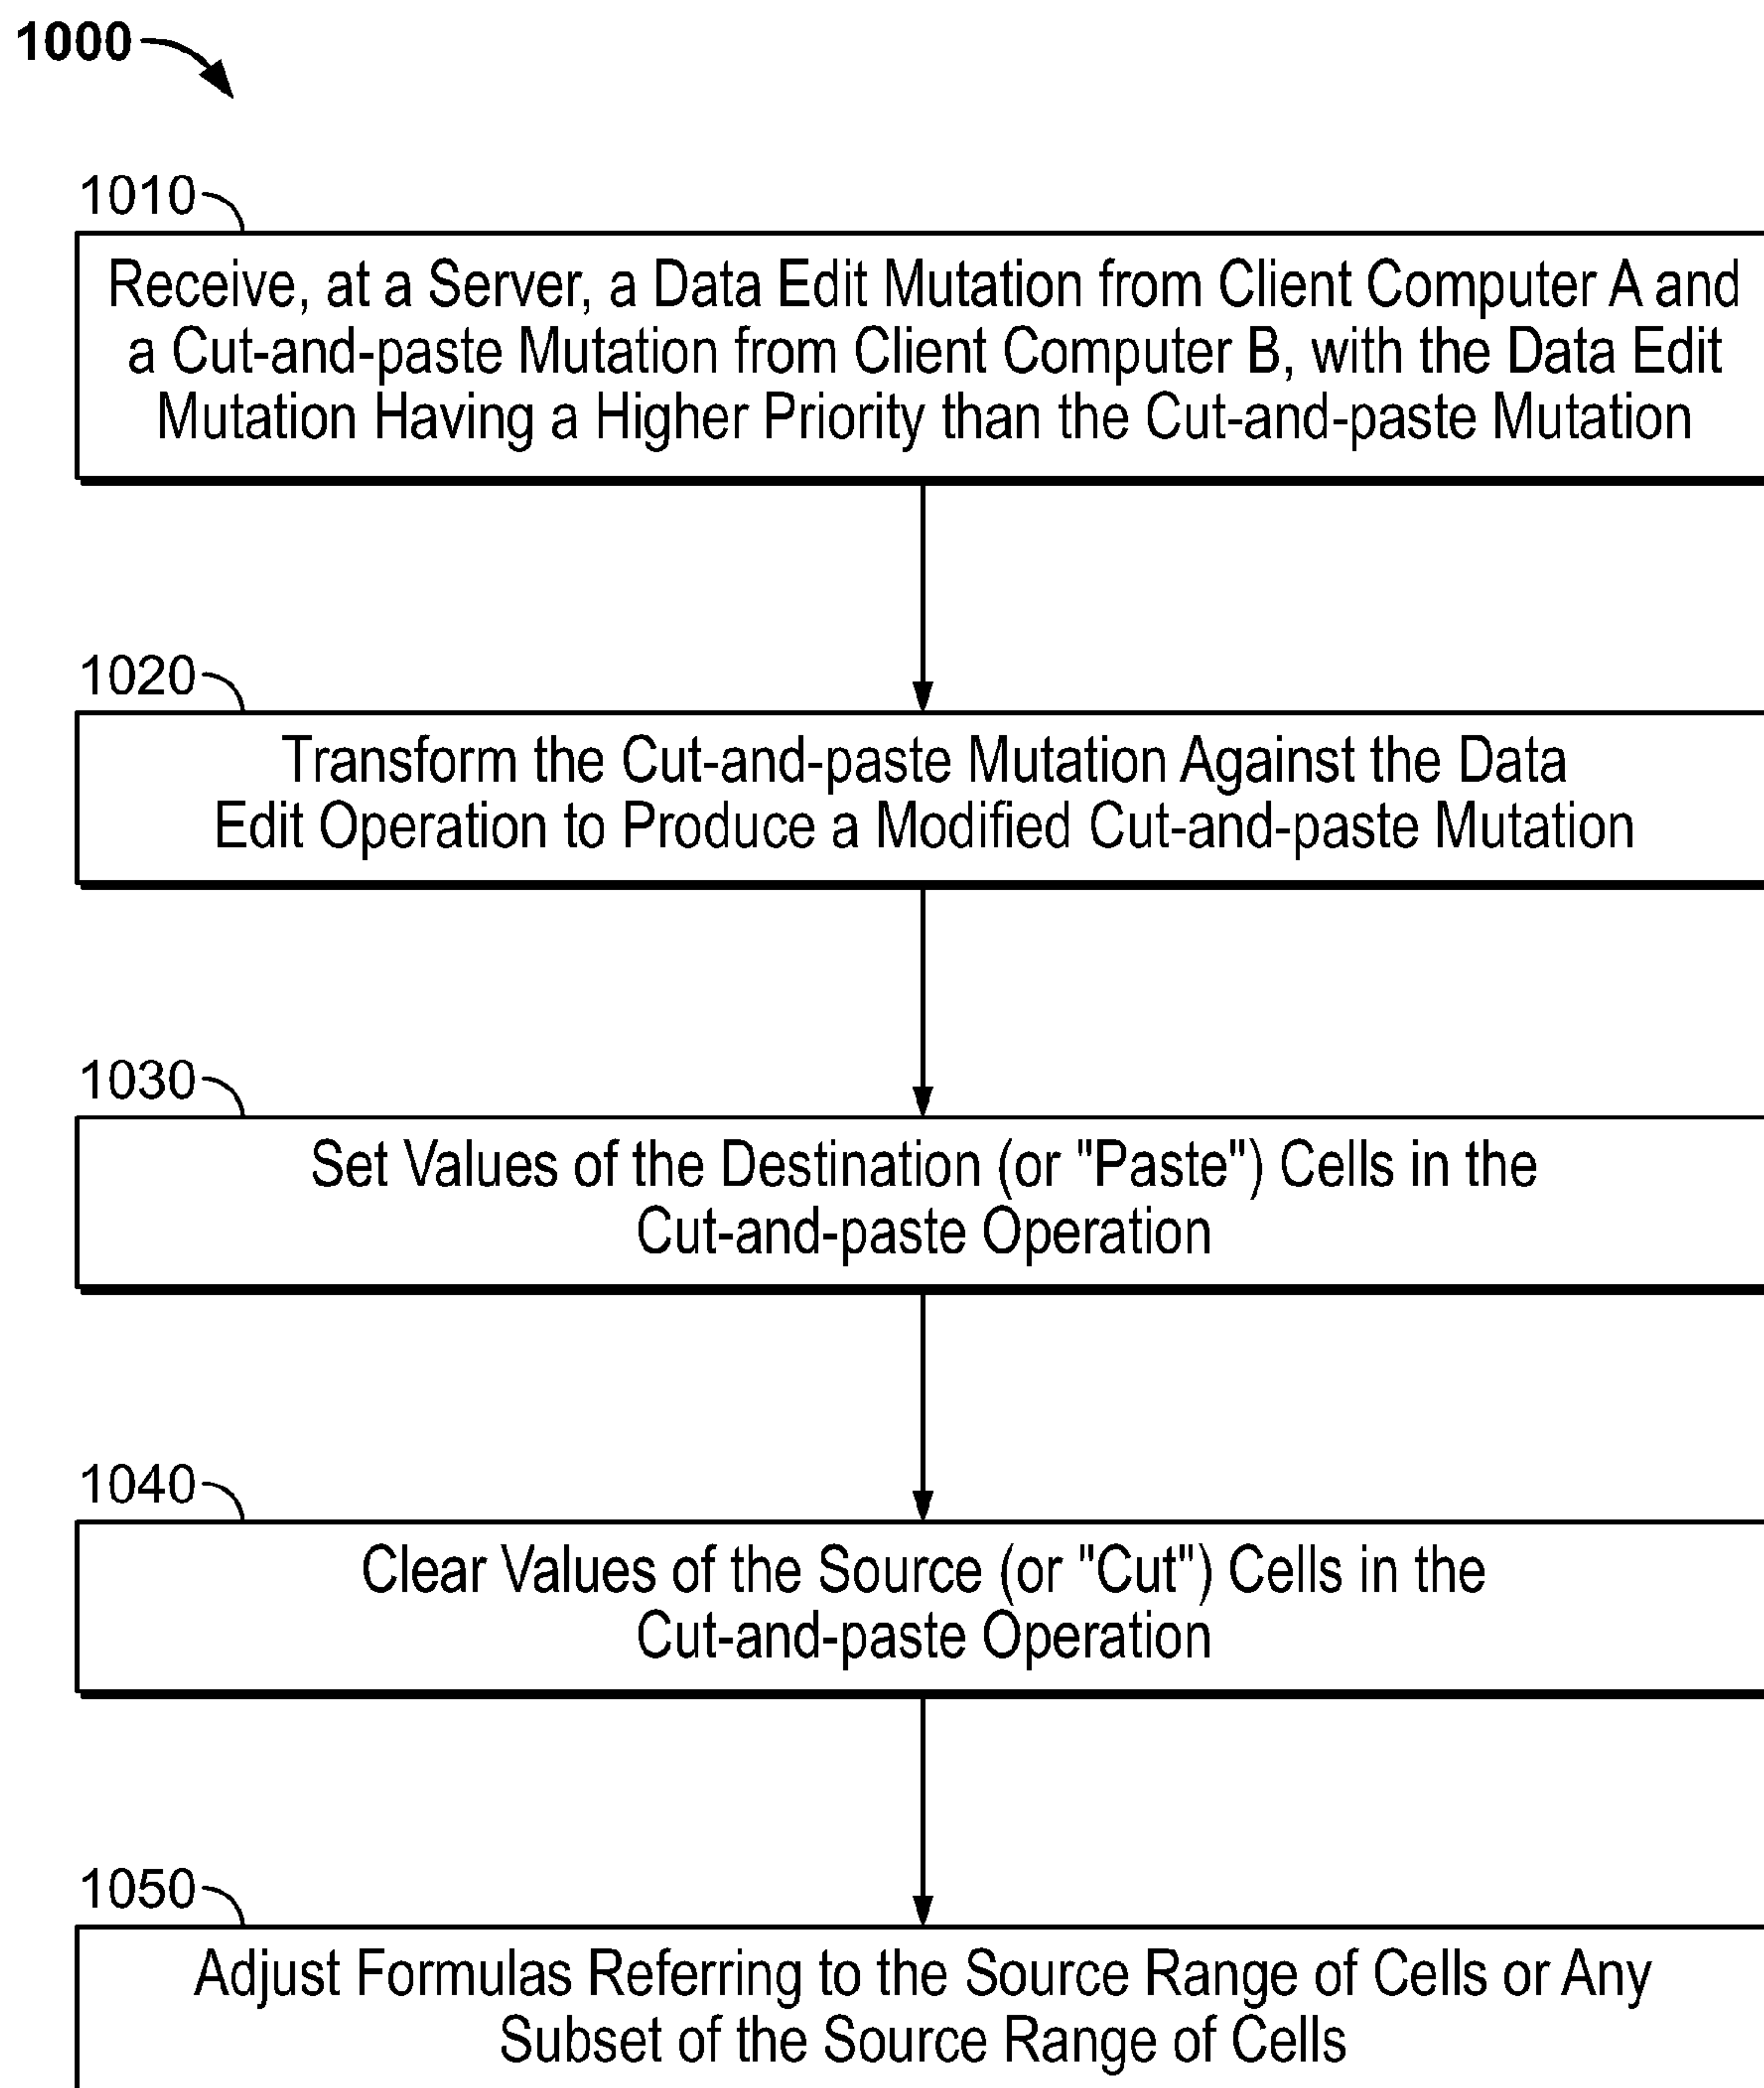 1000
1010
Receive, at a Server, a Data Edit Mutation from Client Computer A and
a Cut-and-paste Mutation from Client Computer B, with the Data Edit
Mutation Having a Higher Priority than the Cut-and-paste Mutation
1020
Transform the Cut-and-paste Mutation Against the Data
Edit Operation to Produce a Modified Cut-and-paste Mutation
1030
Set Values of the Destination (or "Paste") Cells in the
Cut-and-paste Operation
1040
Clear Values of the Source (or "Cut") Cells in the
Cut-and-paste Operation
1050
Adjust Formulas Referring to the Source Range of Cells or Any
Subset of the Source Range of Cells